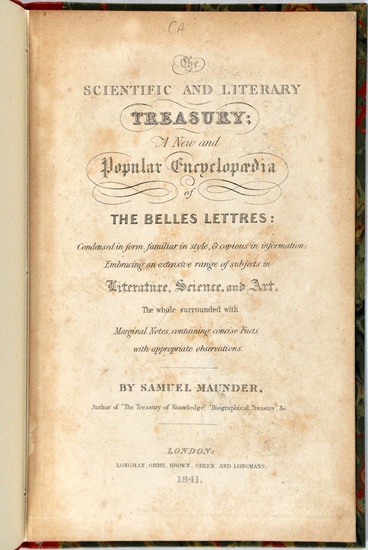 CA
The
SCIENTIFIC AND LITERARY
TREASURY;
A New and
Popular Encyclopædia
of
THE BELLES LETTRES:
Condensed in form, familiar in style, & copious in information;
Embracing an extensive range of subjects in
Literature, Science, and Art.
The whole surrounded with
Marginal Notes, containing concise Facts
with appropriate observations.
BY SAMUEL MAUNDER,
Author of "The Treasury of Knowledge," "Biographical Treasury," &c
LONDON:
LONGMAN, ORME, BROWN, GREEN, AND LONGMANS.
1841.